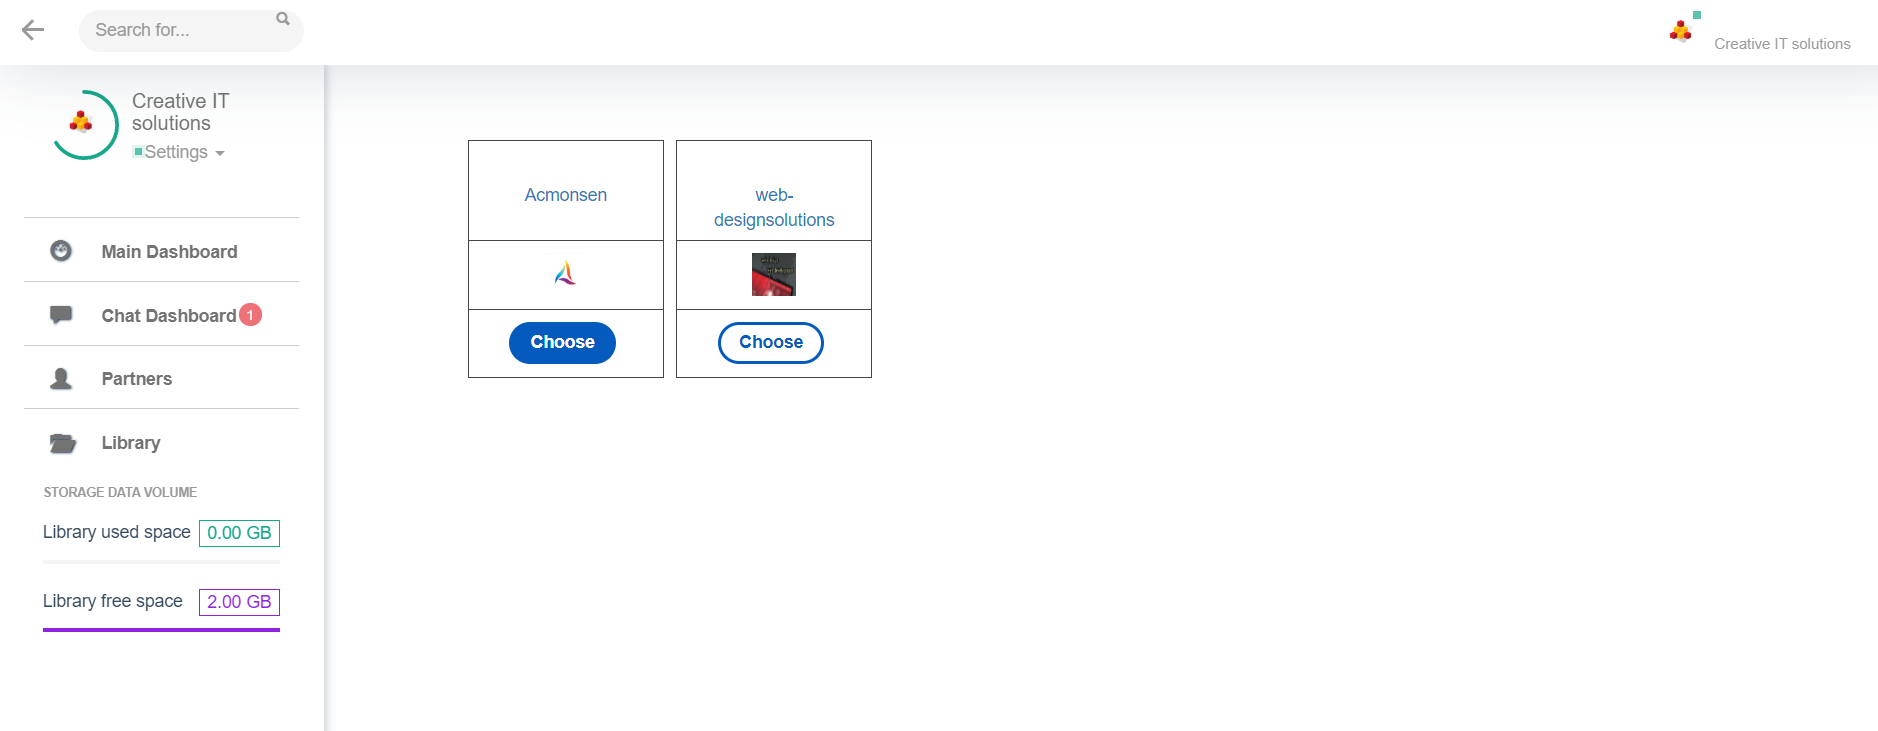 Search for...
Creative IT solutions
Creative IT
solutions
Settings
Main Dashboard
Chat Dashboard 1
Partners
Library
STORAGE DATA VOLUME
Library used space 0.00 GB
Library free space 2.00 GB
Acmonsen
Choose
web-
designsolutions
Choose